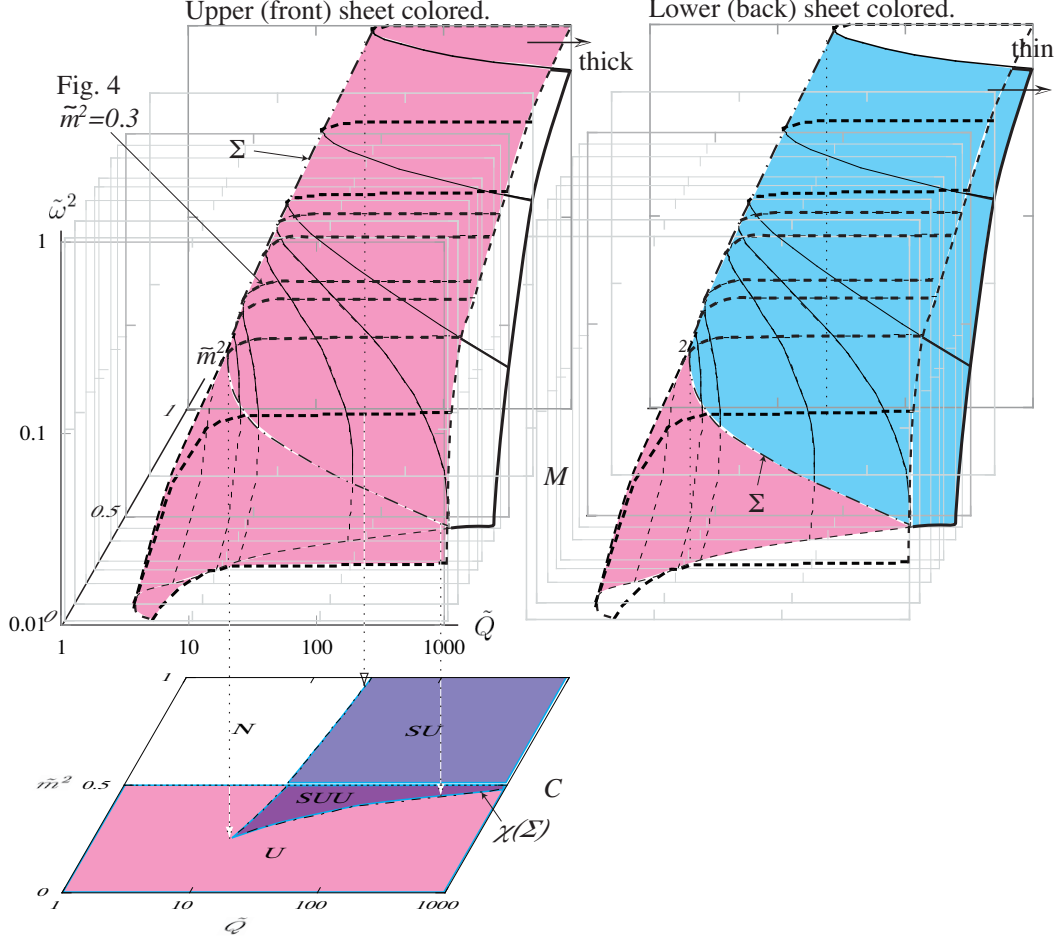 Upper (front) sheet colored.
Lower (back) sheet colored.
thick
thin
Fig. 4
m̃²=0.3
Σ
ω̃²
1
m̃²
2
1
0.1
M
Σ
0.5
0
0.01
Q̃
1
10
100
1000
1
N
SU
m̃²
0.5
C
SUU
χ(Σ)
U
0
1
10
100
1000
Q̃